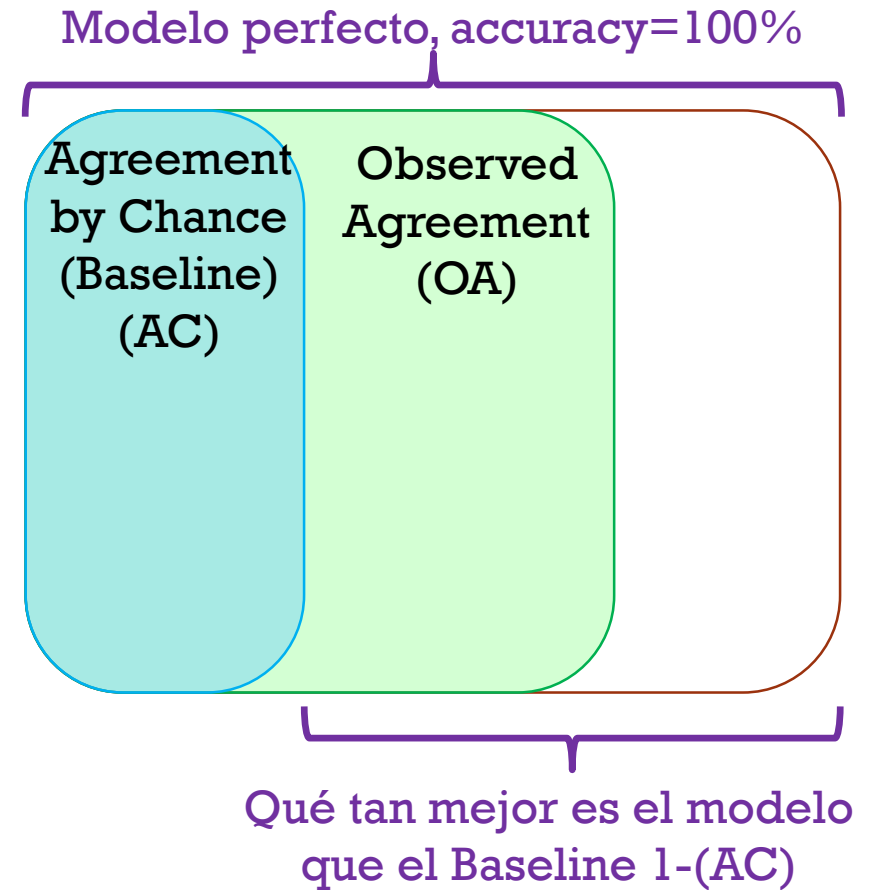 Modelo perfecto, accuracy=100%
Agreement
by Chance
(Baseline)
(AC)
Observed
Agreement
(OA)
Qué tan mejor es el modelo
que el Baseline 1-(AC)